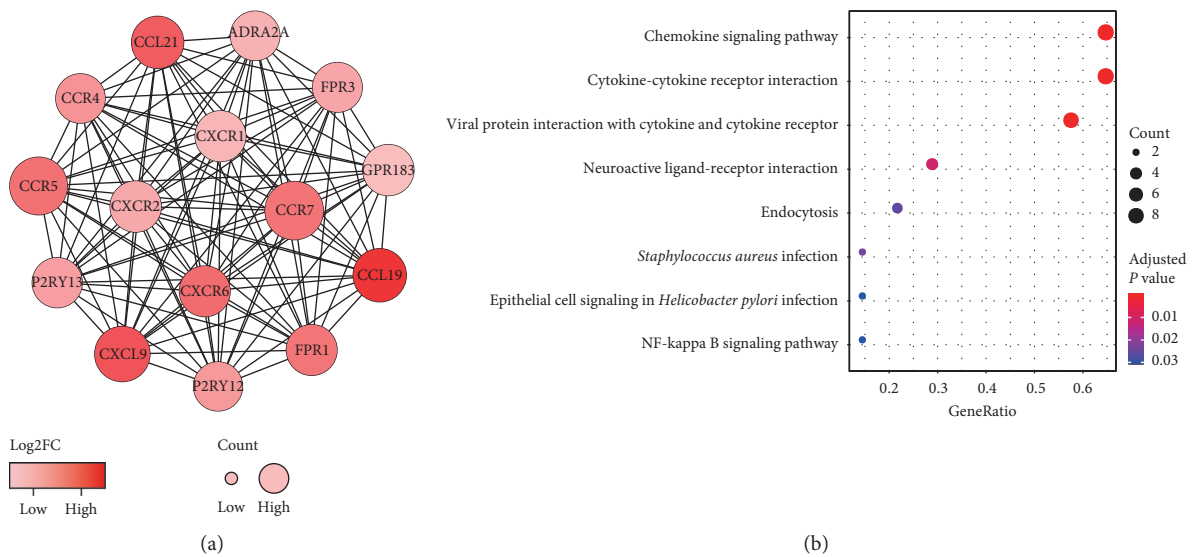 CCL21
ADRA2A
CCR4
FPR3
CXCR1
GPR183
CCR5
CXCR2
CCR7
P2RY13
CXCR6
CCL19
CXCL9
FPR1
P2RY12
Log2FC
Low High
Count
Low High
(a)
Chemokine signaling pathway
Cytokine-cytokine receptor interaction
Viral protein interaction with cytokine and cytokine receptor
Neuroactive ligand-receptor interaction
Endocytosis
Staphylococcus aureus infection
Epithelial cell signaling in Helicobacter pylori infection
NF-kappa B signaling pathway
0.2 0.3 0.4 0.5 0.6
GeneRatio
Count
2
4
6
8
Adjusted
P value
0.01
0.02
0.03
(b)